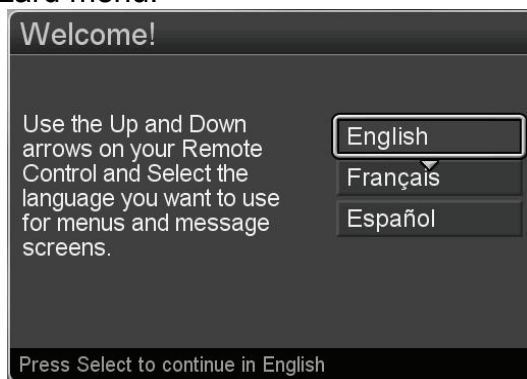 Welcome!
Use the Up and Down
arrows on your Remote
Control and Select the
language you want to use
for menus and message
screens.
English
Français
Español
Press Select to continue in English